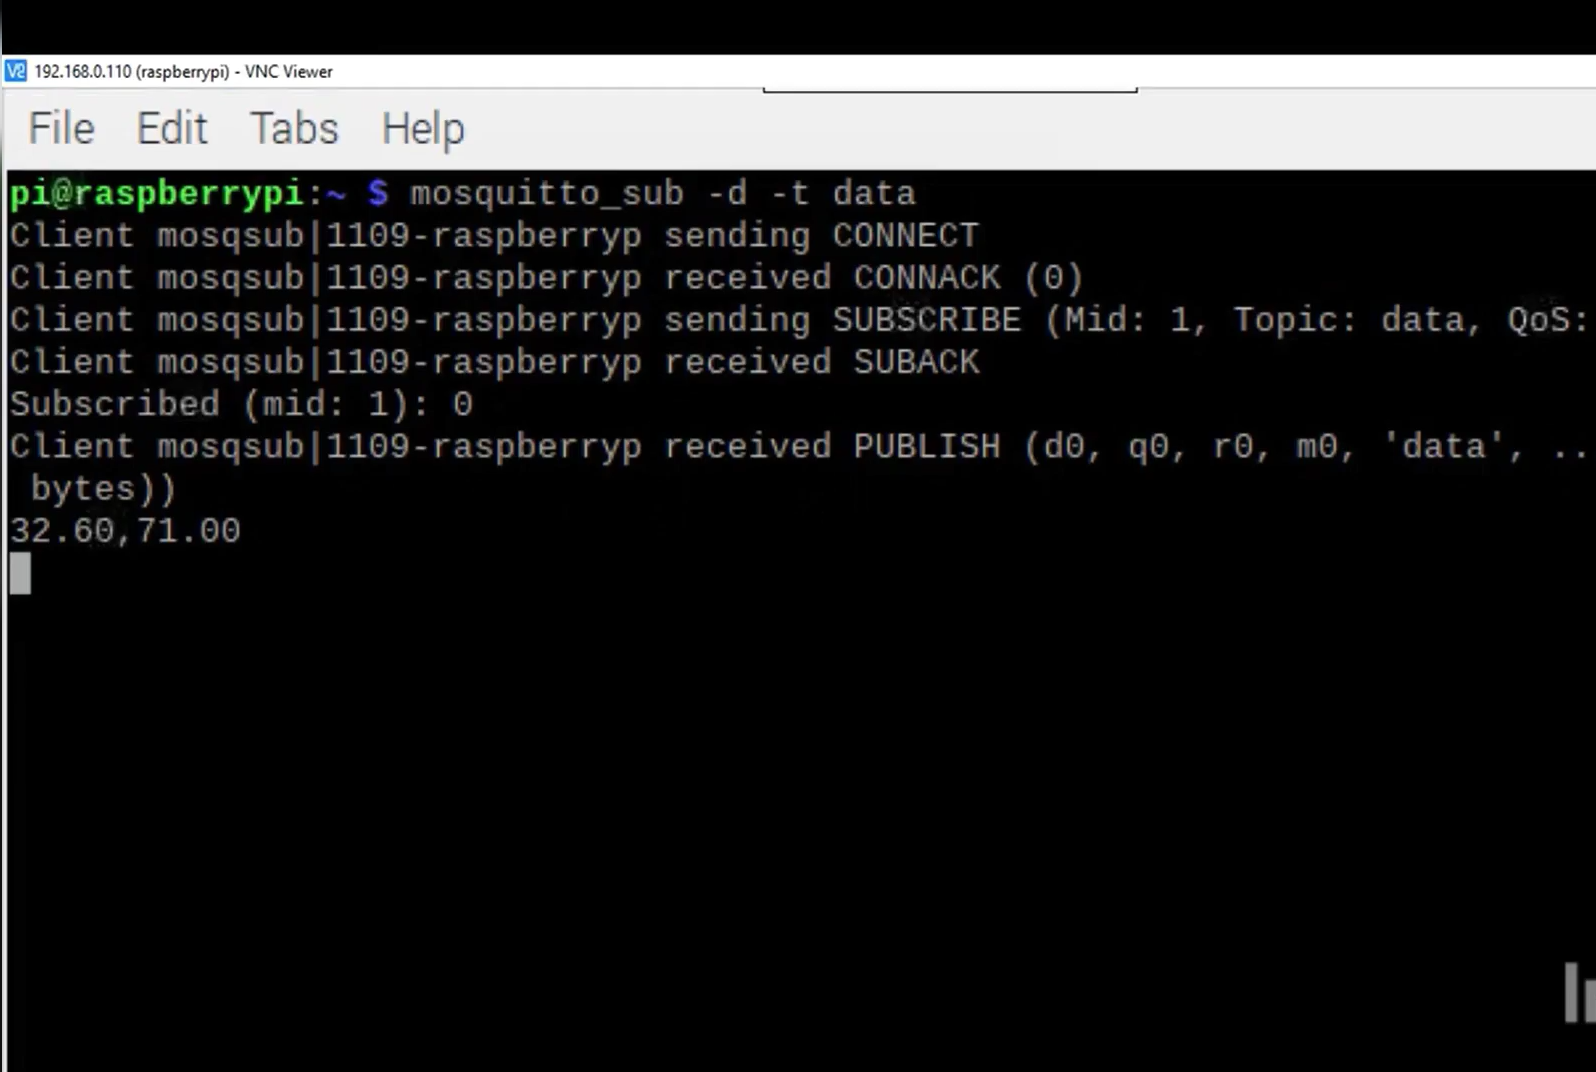 192.168.0.110 (raspberrypi) - VNC Viewer
File Edit Tabs Help
pi@raspberrypi:~ $ mosquitto_sub -d -t data
Client mosqsub|1109-raspberryp sending CONNECT
Client mosqsub|1109-raspberryp received CONNACK (0)
Client mosqsub|1109-raspberryp sending SUBSCRIBE (Mid: 1, Topic: data, QoS:
Client mosqsub|1109-raspberryp received SUBACK
Subscribed (mid: 1): 0
Client mosqsub|1109-raspberryp received PUBLISH (d0, q0, r0, m0, 'data', ..
bytes))
32.60,71.00